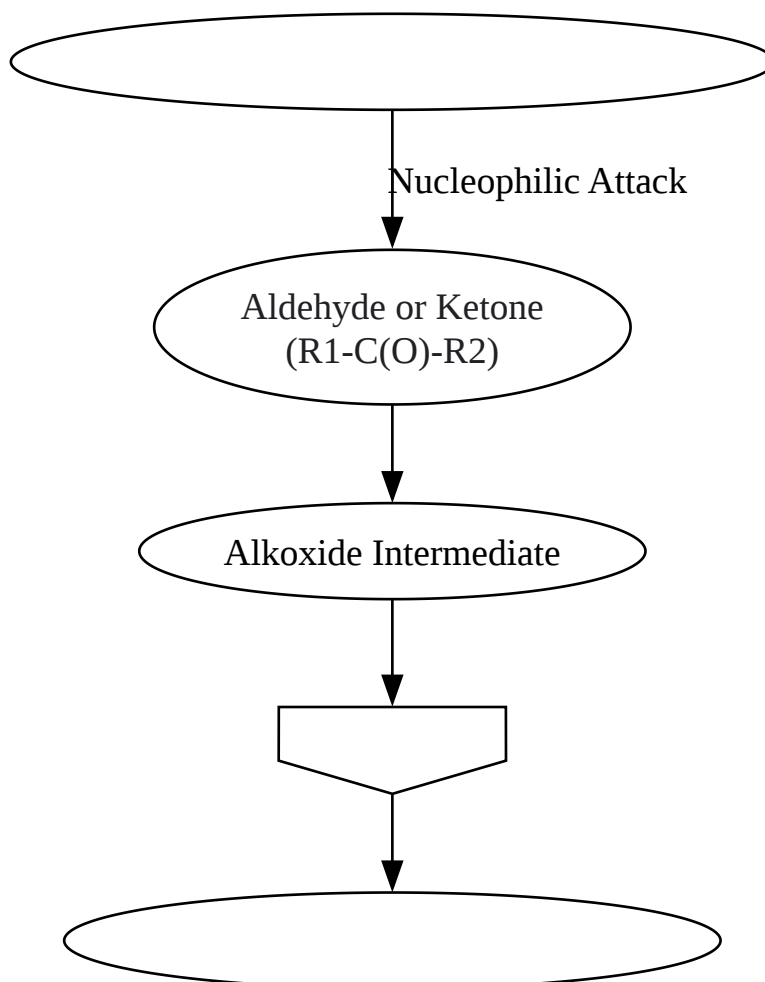 Nucleophilic Attack
Aldehyde or Ketone
(R1-C(O)-R2)
Alkoxide Intermediate